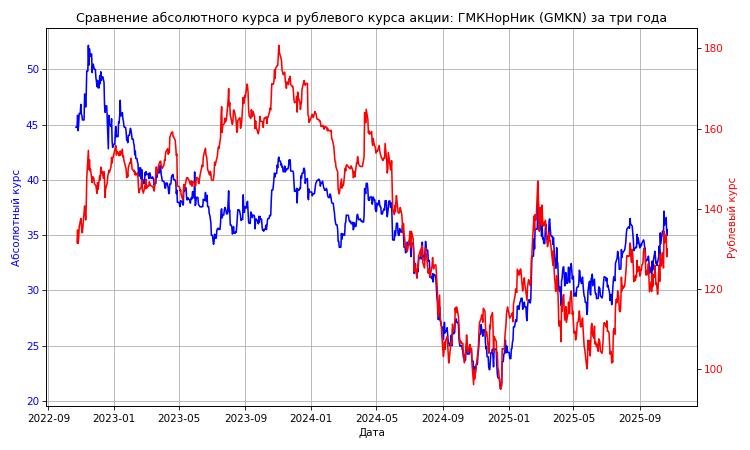 Сравнение абсолютного курса и рублевого курса акции: ГМКНорНик (GMKN) за три года
Абсолютный курс
50
45
40
35
30
25
20
180
160
140
120
100
Рублевый курс
2022-09 2023-01 2023-05 2023-09 2024-01 2024-05 2024-09 2025-01 2025-05 2025-09
Дата